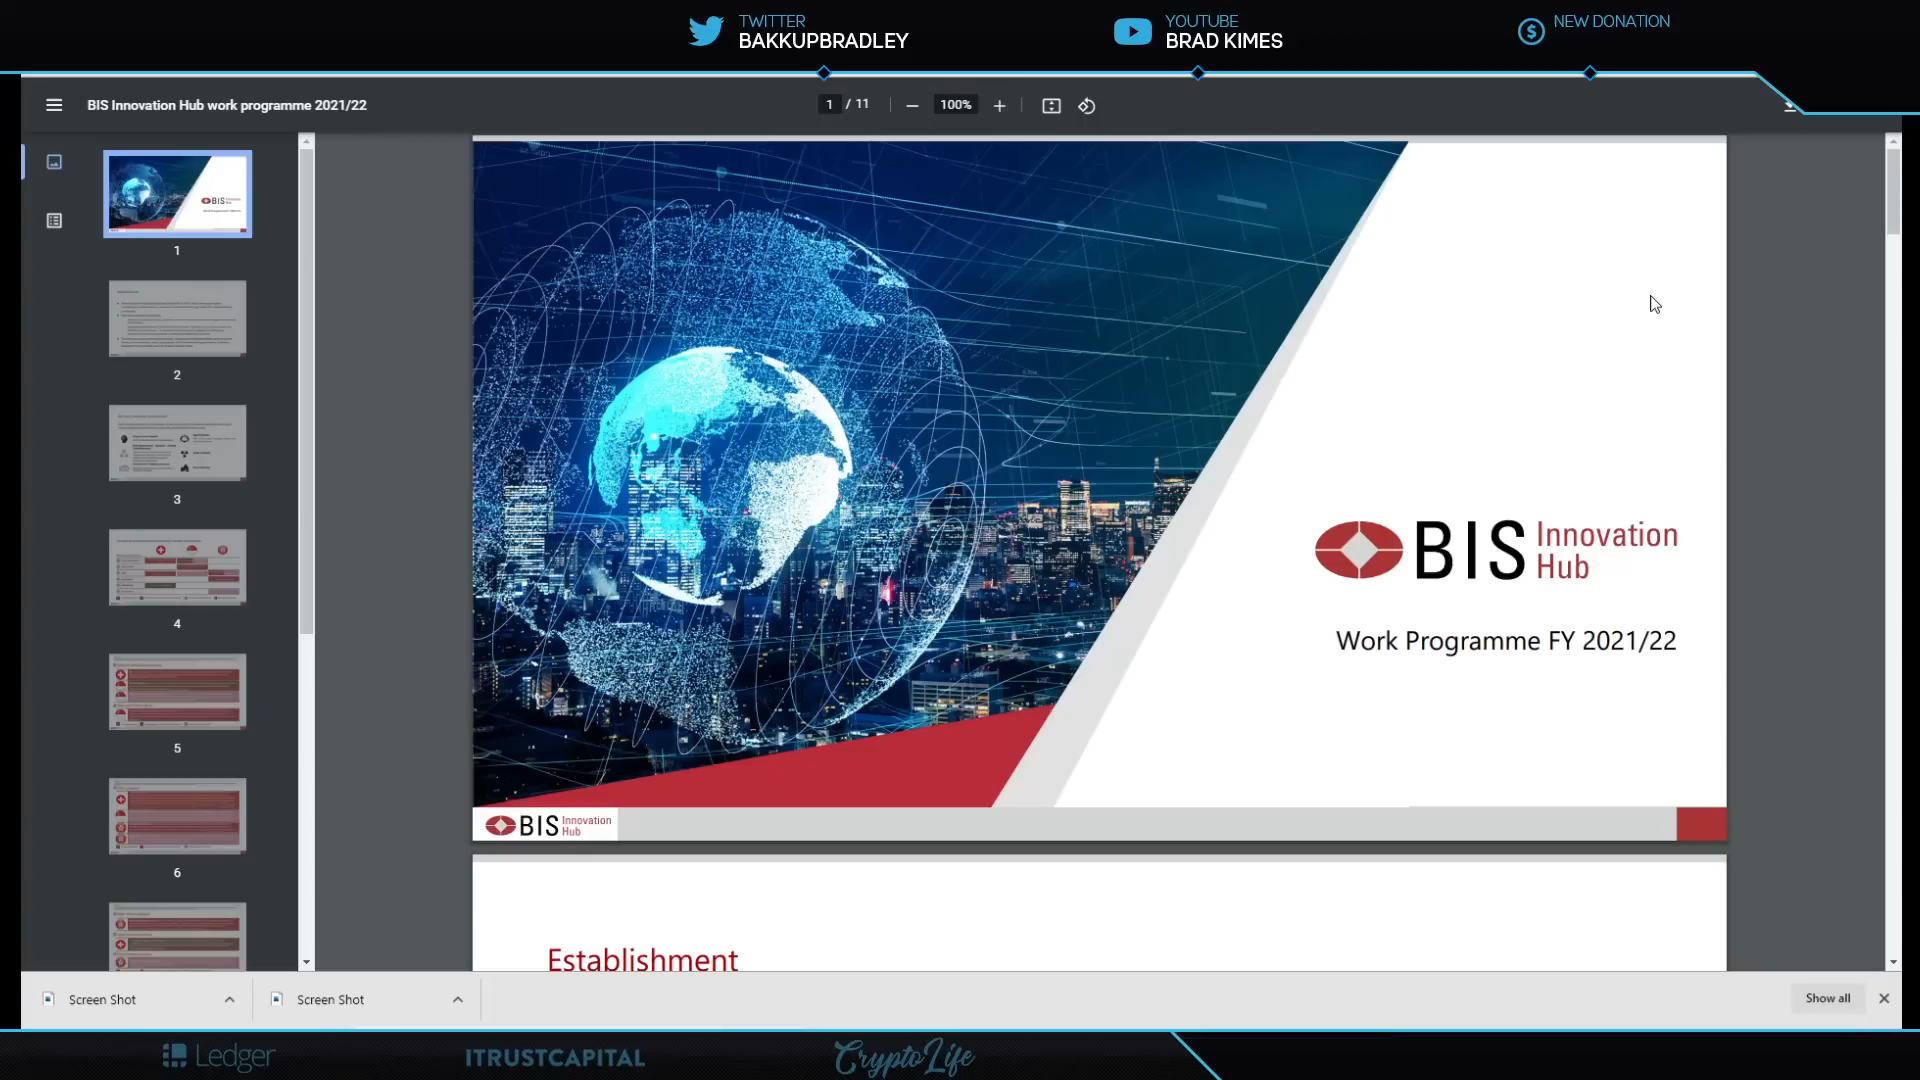 TWITTER
BAKKUPBRADLEY
YOUTUBE
BRAD KIMES
NEW DONATION
BIS Innovation Hub work programme 2021/22
1 / 11
100%
1
2
3
4
5
6
BIS Innovation Hub
Work Programme FY 2021/22
BIS Innovation Hub
Establishment
Screen Shot
Screen Shot
Show all
Ledger
ITRUSTCAPITAL
CryptoLife